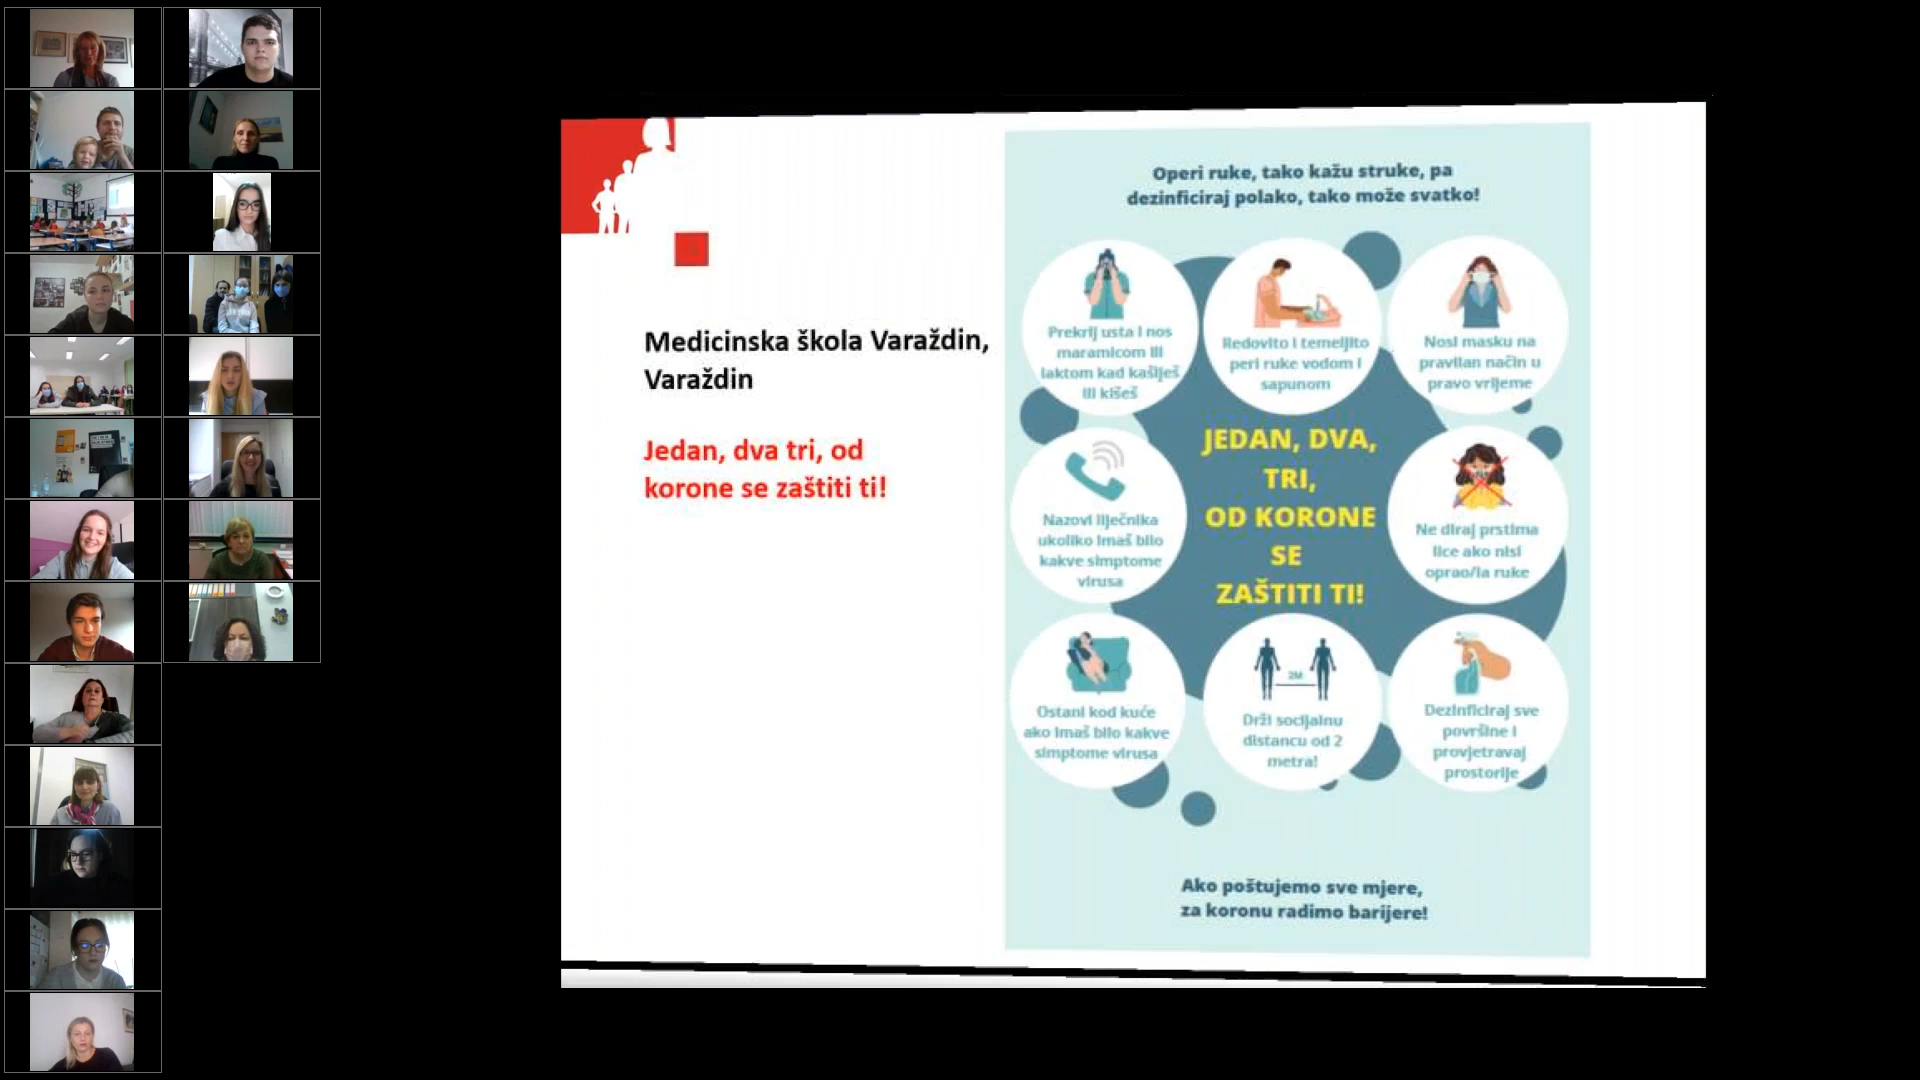 Medicinska škola Varaždin,
Varaždin
Jedan, dva tri, od
korone se zaštiti ti!
Operi ruke, tako kažu struke, pa
dezinficiraj polako, tako može svatko!
Prekrij usta i nos
maramicom ili
laktom kad kašlješ
ili kišeš
Redovito i temeljito
peri ruke vodom i
sapunom
Nosi masku na
pravilan način u
pravo vrijeme
Nazovi liječnika
ukoliko imaš bilo
kakve simptome
virusa
JEDAN, DVA,
TRI,
OD KORONE
SE
ZAŠTITI TI!
Ne diraj prstima
lice ako nisi
oprao/la ruke
Ostani kod kuće
ako imaš bilo kakve
simptome virusa
2M
Drži socijalnu
distancu od 2
metra!
Dezinficiraj sve
površine i
provjetravaj
prostorije
Ako poštujemo sve mjere,
za koronu radimo barijere!